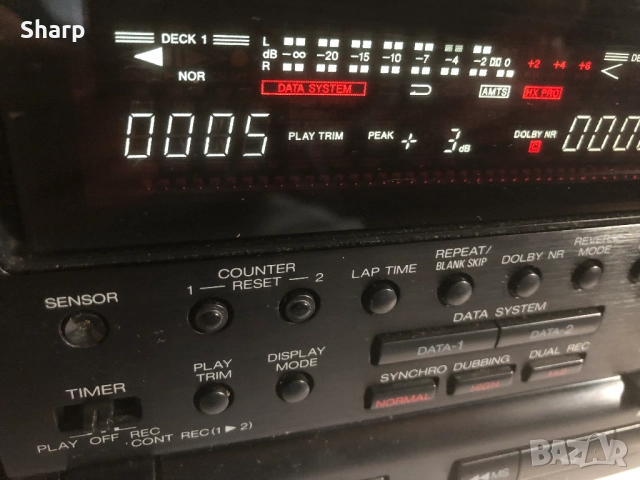 Sharp
DECK 1
L
dB -∞ -20 -15 -10 -7 -4 -2 0 +2 +4 +6
R
NOR
DATA SYSTEM
AMTS
HX PRO
0005
PLAY TRIM
PEAK
3 dB
DOLBY NR
C
SENSOR
COUNTER
1 RESET 2
LAP TIME
REPEAT/
BLANK SKIP
DOLBY NR
REVERSE
MODE
DATA SYSTEM
DATA-1
DATA-2
PLAY
TRIM
DISPLAY
MODE
SYNCHRO DUBBING
DUAL REC
NORMAL
HIGH
TIMER
PLAY OFF REC
CONT REC (1 ▶ 2)
◀◀ MS
BAZAR